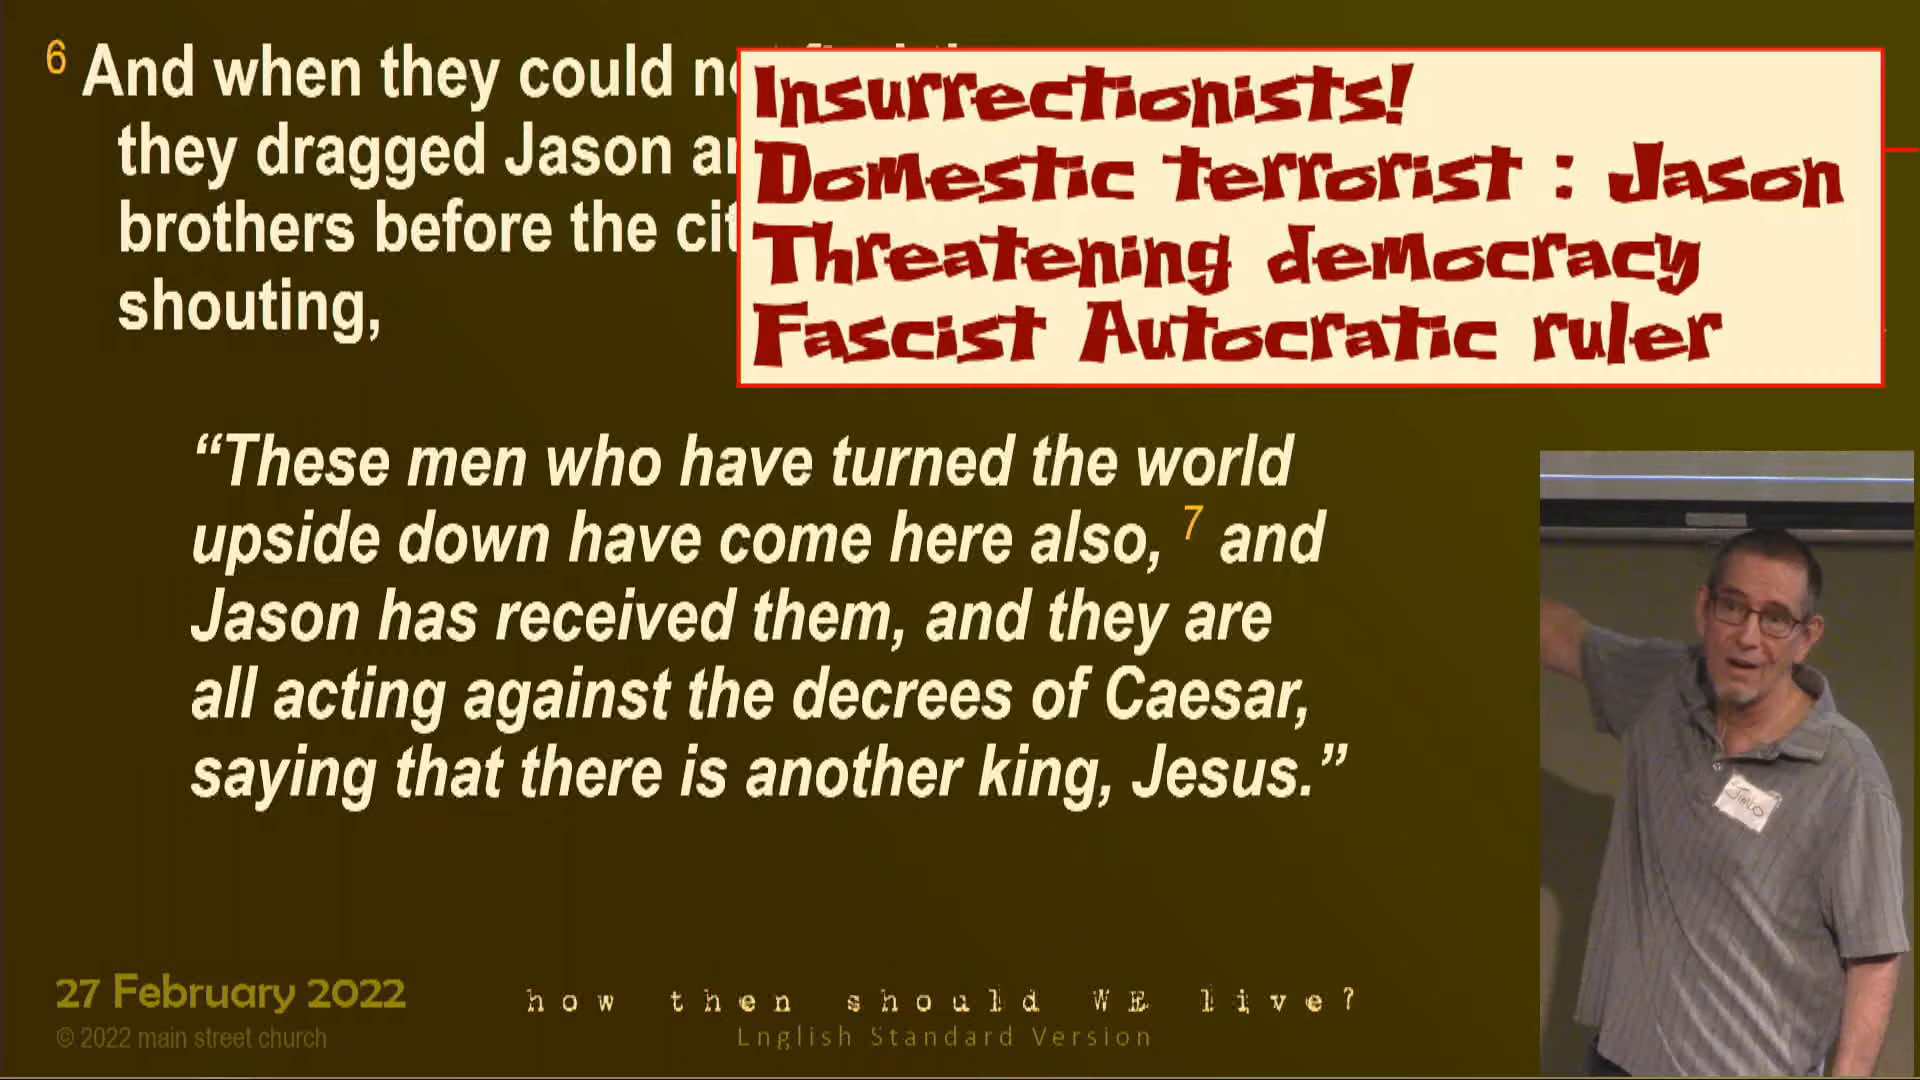 6 And when they could
they dragged Jason
brothers before the
shouting,
Insurrectionists!
Domestic terrorist : Jason
Threatening democracy
Fascist Autocratic ruler
“These men who have turned the world
upside down have come here also, 7 and
Jason has received them, and they are
all acting against the decrees of Caesar,
saying that there is another king, Jesus.”
27 February 2022
© 2022 main street church
how then should WE live?
English Standard Version